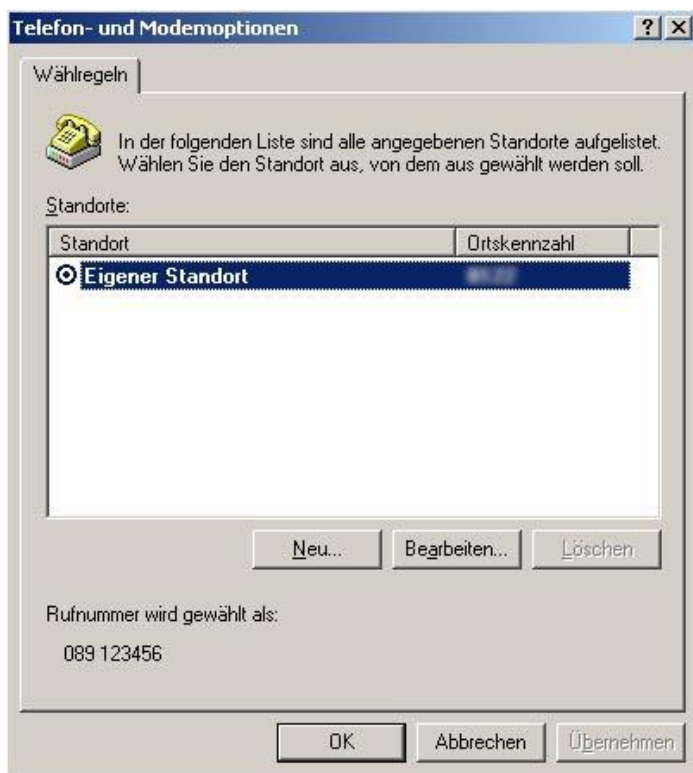 Telefon- und Modemoptionen
Wählregeln
In der folgenden Liste sind alle angegebenen Standorte aufgelistet.
Wählen Sie den Standort aus, von dem aus gewählt werden soll.
Standorte:
Standort Ortskennzahl
Eigener Standort
Neu... Bearbeiten... Löschen
Rufnummer wird gewählt als:
089 123456
OK Abbrechen Übernehmen